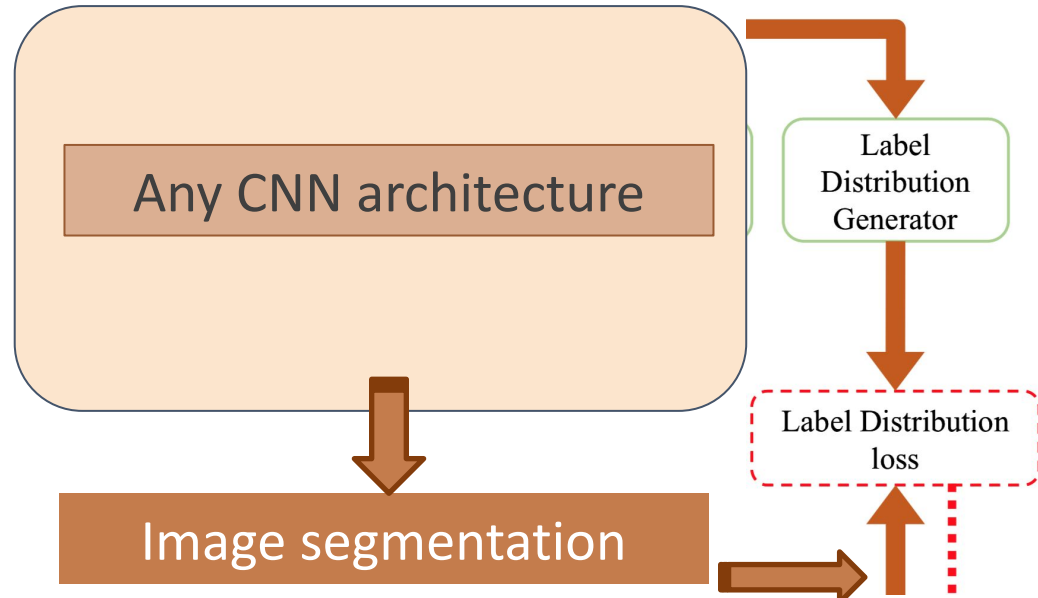 Any CNN architecture
Label
Distribution
Generator
Label Distribution
loss
Image segmentation